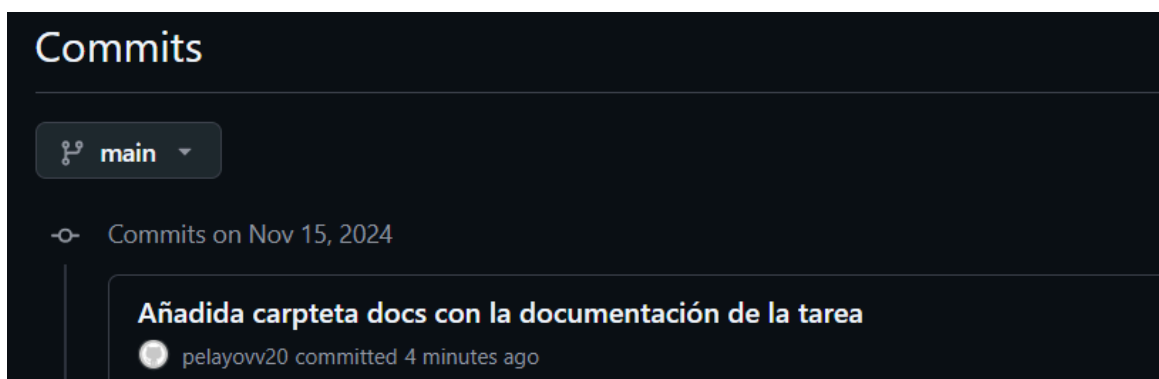 Commits
main
Commits on Nov 15, 2024
Añadida carpteta docs con la documentación de la tarea
pelayovv20 committed 4 minutes ago